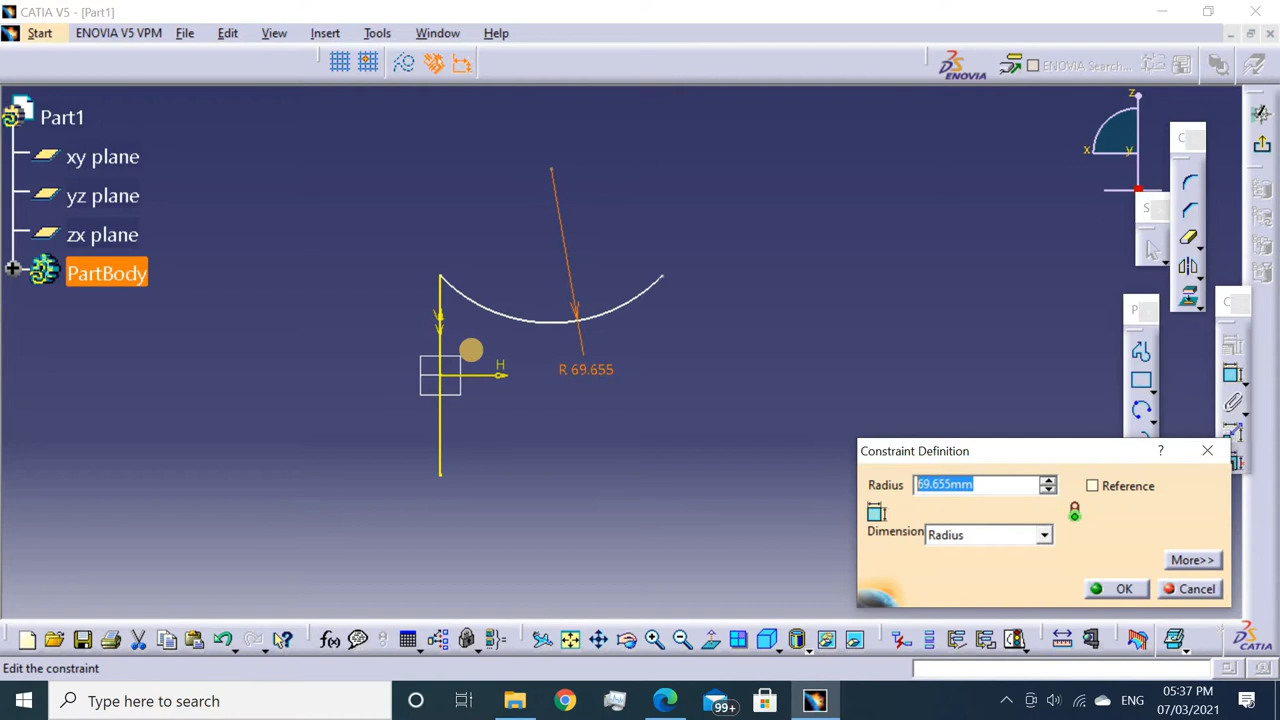 CATIA V5 - [Part1]
Start ENOVIA V5 VPM File Edit View Insert Tools Window Help
ENOVIA
ENOVIA Search...
Part1
xy plane
yz plane
zx plane
PartBody
z
x
y
C
S
P
C
V
H
R 69.655
Constraint Definition ?
Radius 69.655mm Reference
Dimension Radius
More>>
OK Cancel
f(x)
CATIA
Edit the constraint
Type here to search
99+
ENG
05:37 PM
07/03/2021